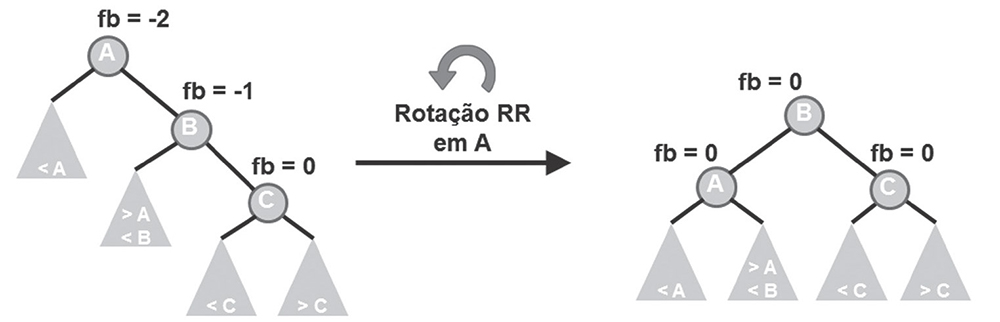 fb = -2
A
fb = -1
B
fb = 0
C
< A
> A
< B
< C
> C
Rotação RR
em A
fb = 0
B
fb = 0
A
fb = 0
C
< A
> A
< B
< C
> C